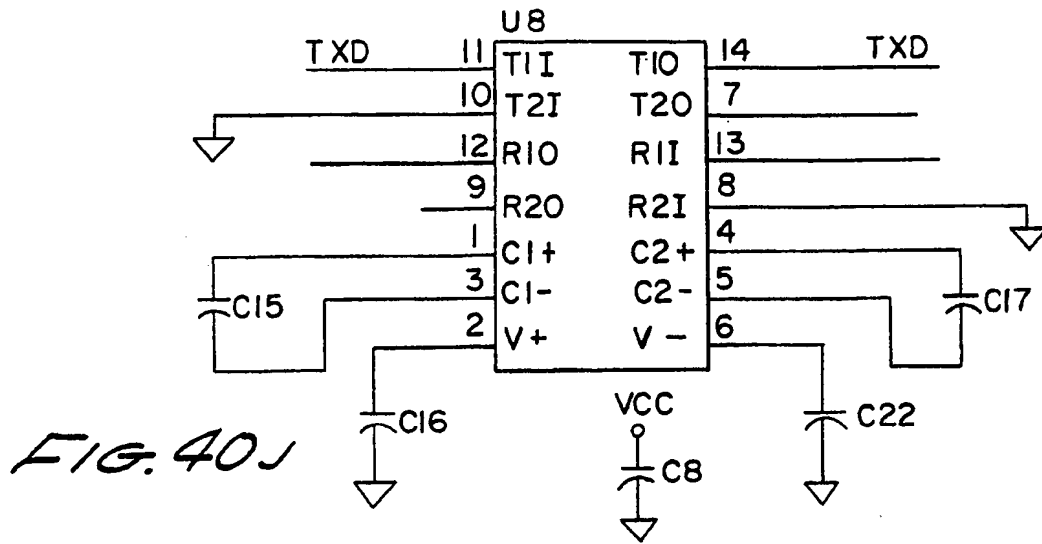 U8
TXD 11 T1I T1O 14 TXD
10 T2I T2O 7
12 R1O R1I 13
9 R2O R2I 8
1 C1+ C2+ 4
3 C1- C2- 5
C15 C17
2 V+ V- 6
C16 VCC C22
C8
FIG. 40J